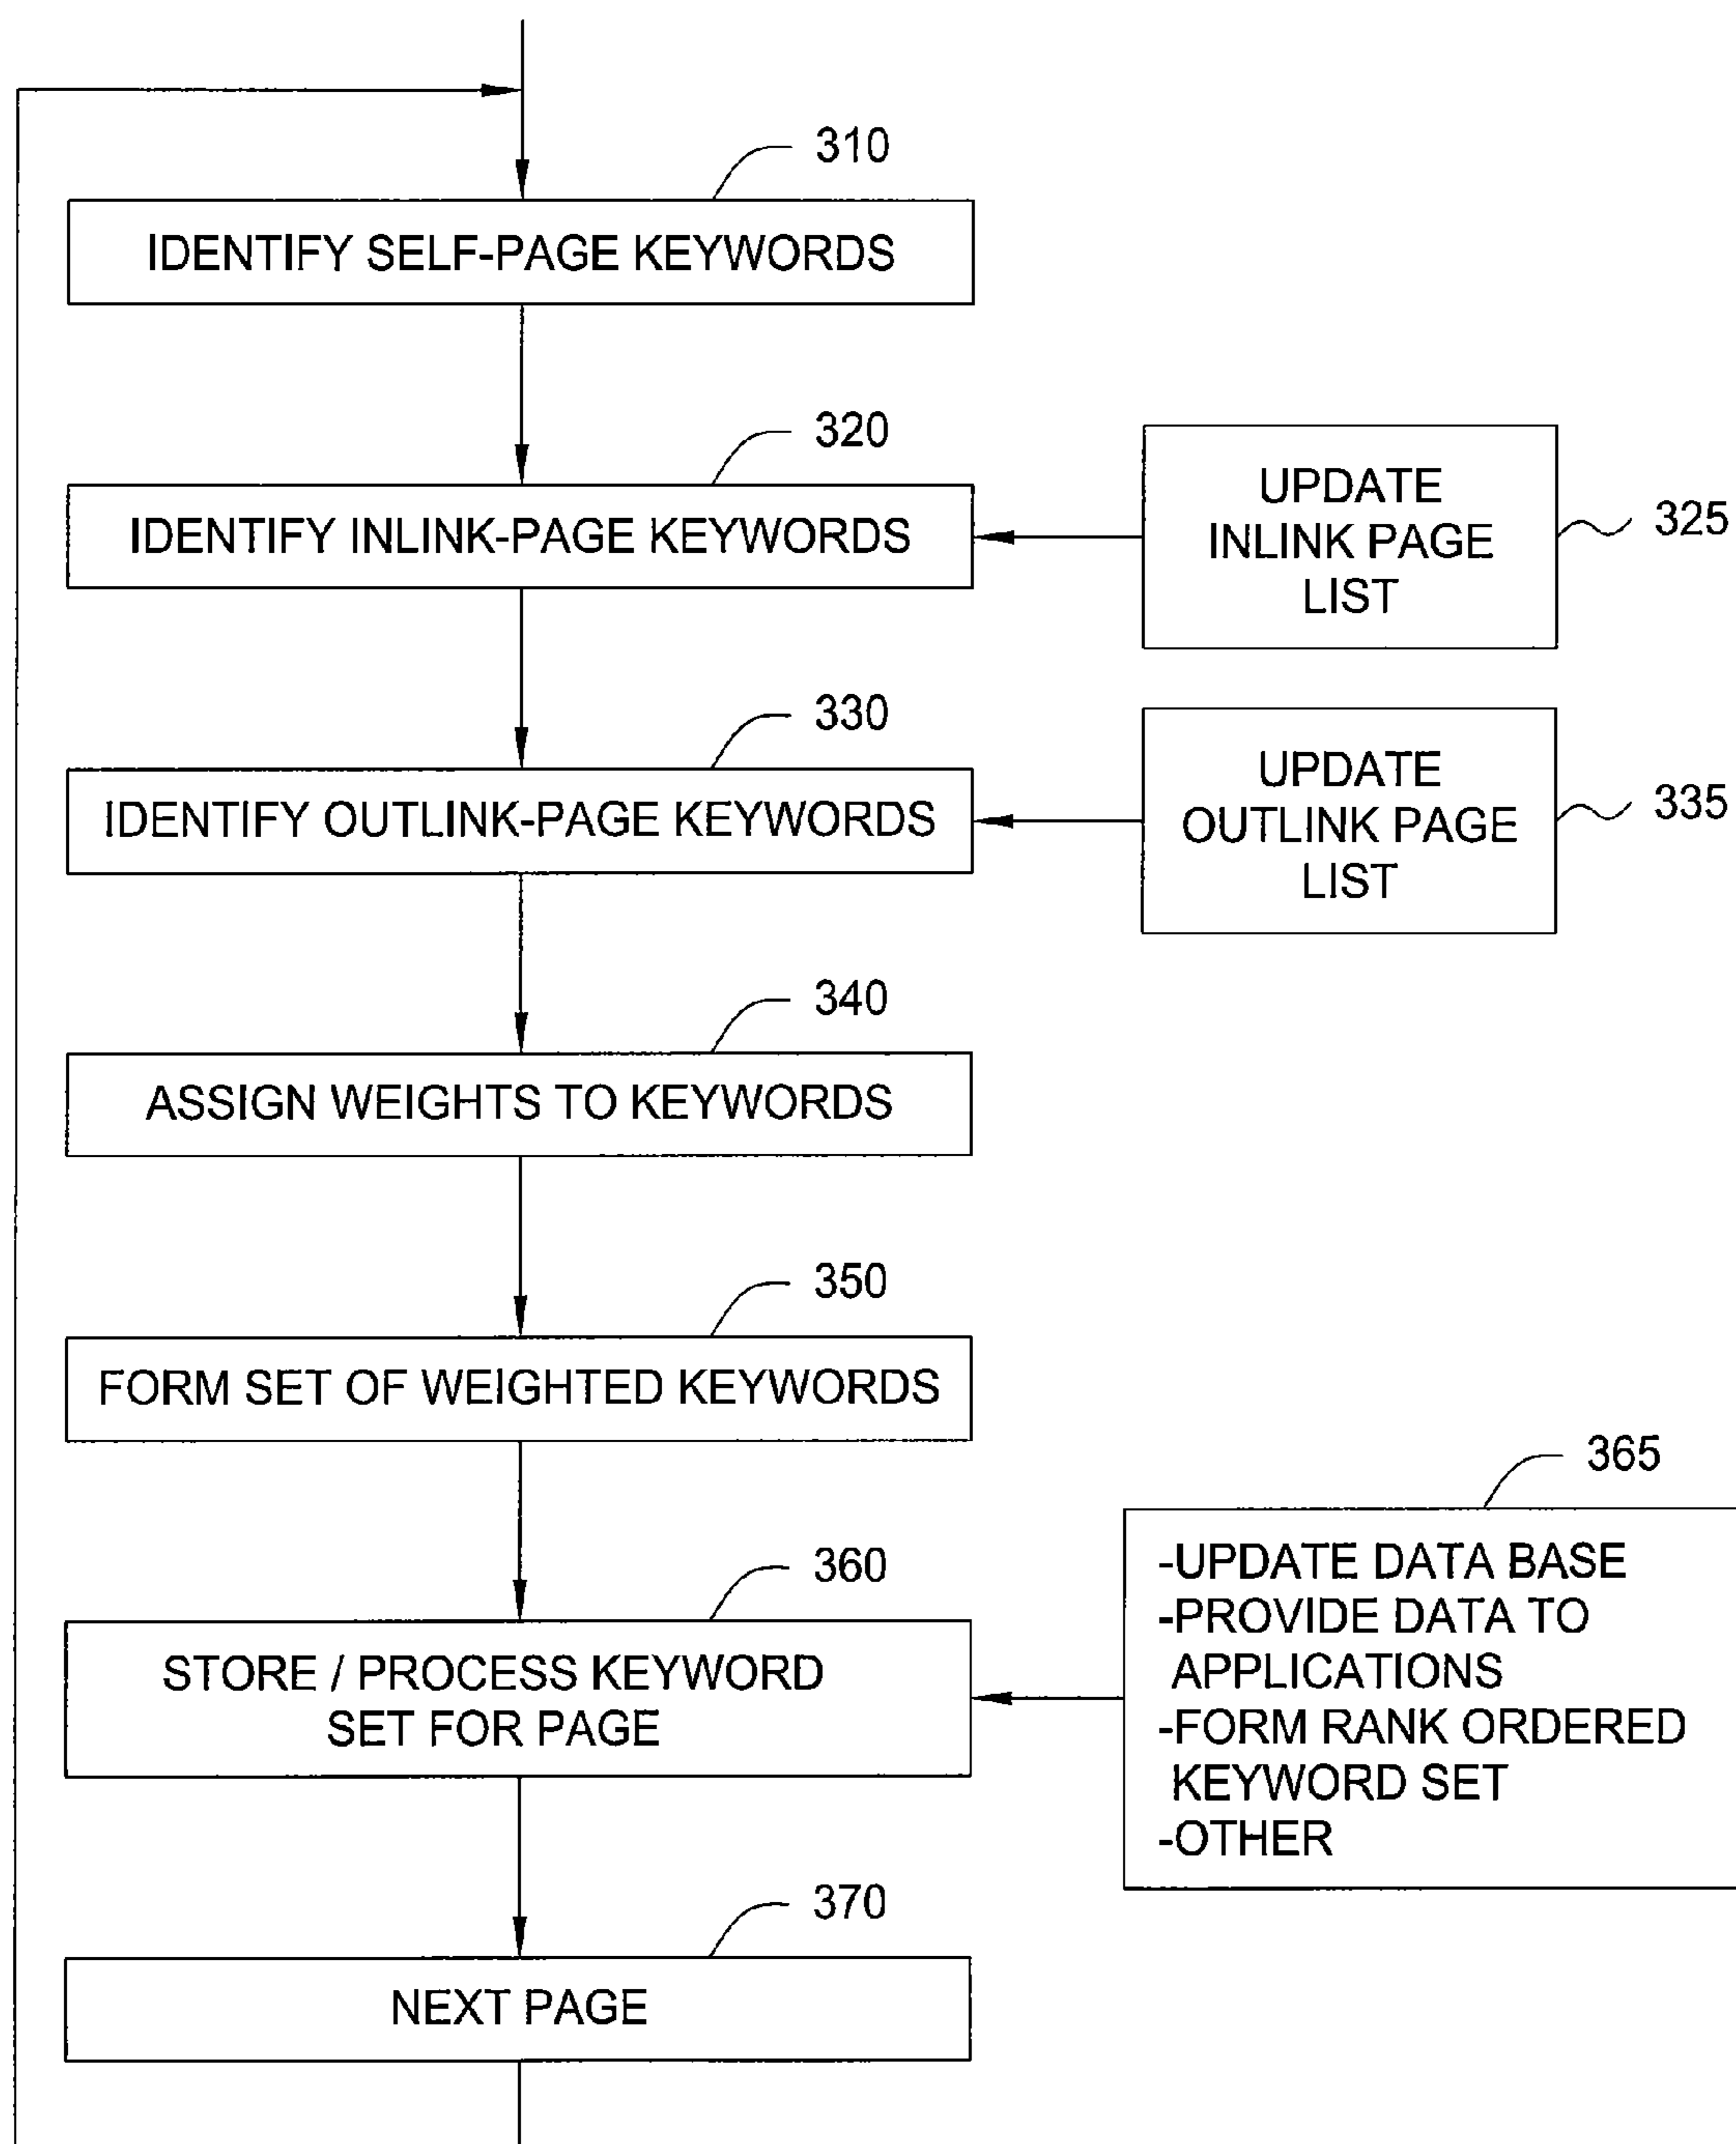 310
IDENTIFY SELF-PAGE KEYWORDS
320
IDENTIFY INLINK-PAGE KEYWORDS
UPDATE
INLINK PAGE
LIST
325
330
IDENTIFY OUTLINK-PAGE KEYWORDS
UPDATE
OUTLINK PAGE
LIST
335
340
ASSIGN WEIGHTS TO KEYWORDS
350
FORM SET OF WEIGHTED KEYWORDS
360
STORE / PROCESS KEYWORD
SET FOR PAGE
365
-UPDATE DATA BASE
-PROVIDE DATA TO
APPLICATIONS
-FORM RANK ORDERED
KEYWORD SET
-OTHER
370
NEXT PAGE